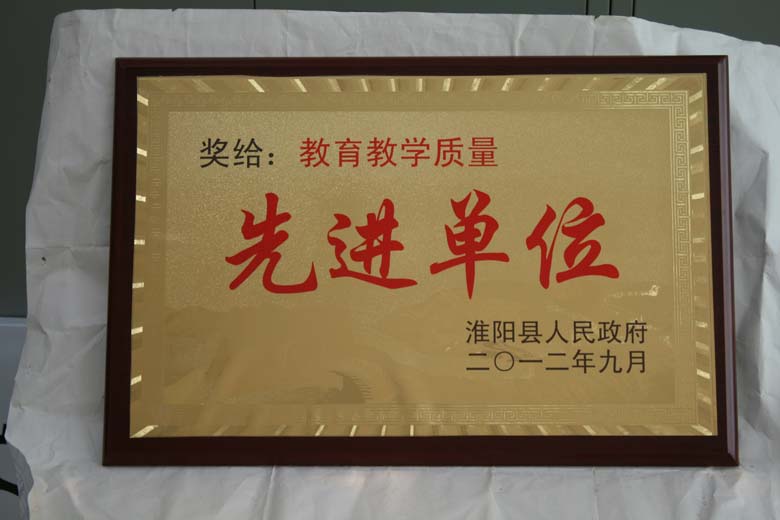 奖给：教育教学质量
先进单位
淮阳县人民政府
二〇一二年九月